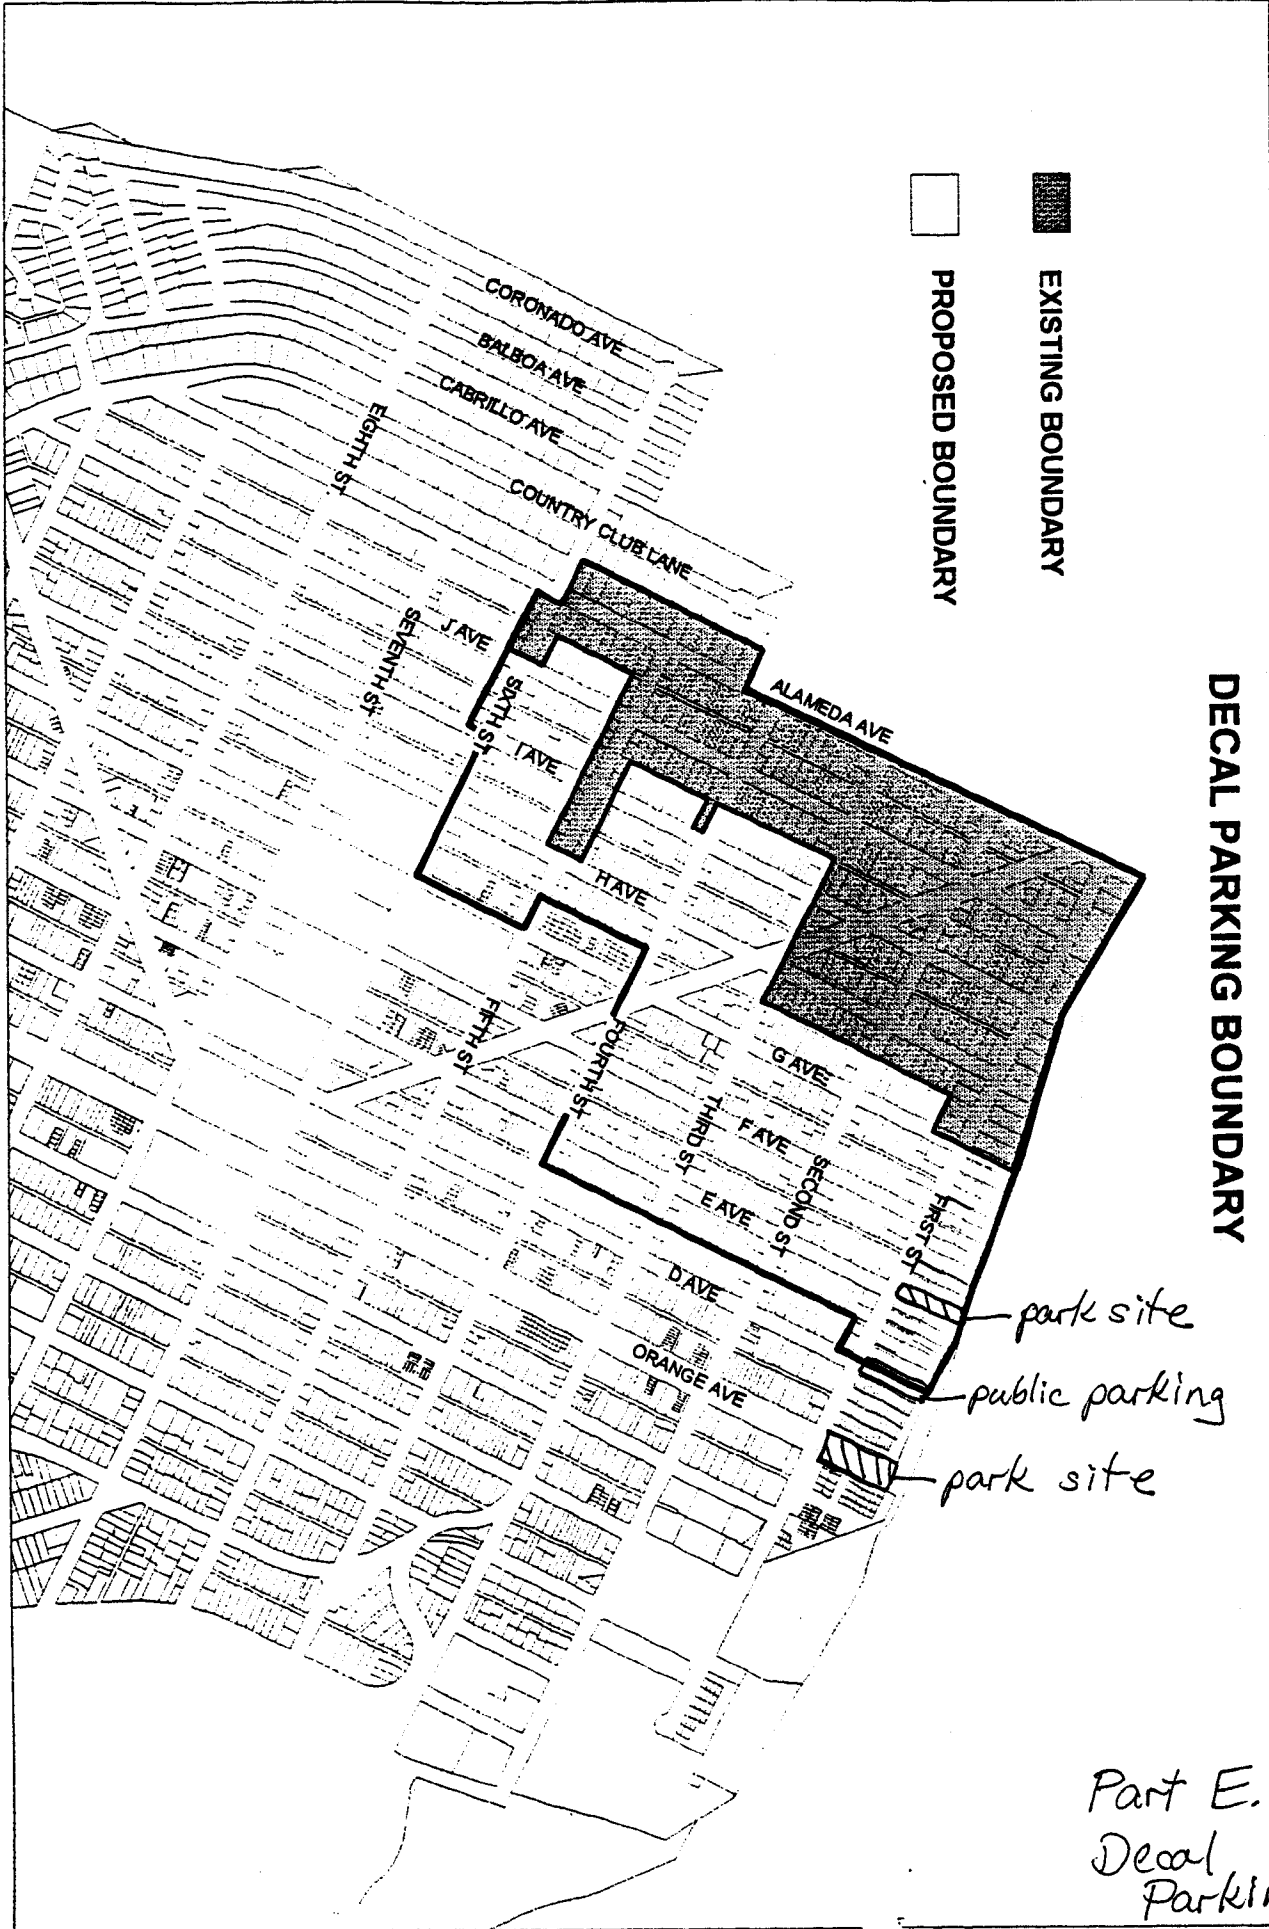 DECAL PARKING BOUNDARY
EXISTING BOUNDARY
PROPOSED BOUNDARY
CORONADO AVE
BALBOA AVE
CABRILLO AVE
COUNTRY CLUB LANE
ALAMEDA AVE
EIGHTH ST
SEVENTH ST
J AVE
SIXTH ST
I AVE
H AVE
FIFTH ST
FOURTH ST
G AVE
F AVE
THIRD ST
E AVE
SECOND ST
FIRST ST
D AVE
ORANGE AVE
park site
public parking
park site
Part E.
Decal